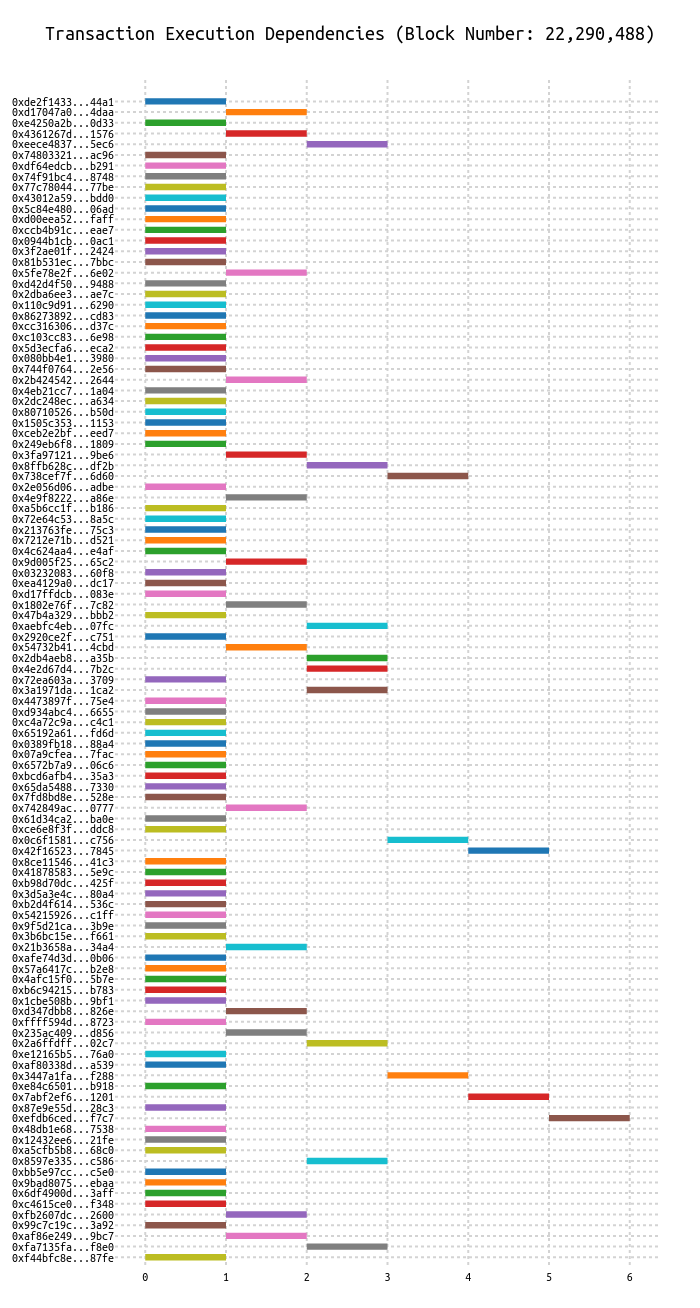 Transaction Execution Dependencies (Block Number: 22,290,488)
0xde2f1433...44a1
0xd17047a0...4daa
0xe4250a2b...0d33
0x4361267d...1576
0xeece4837...5ec6
0x74803321...ac96
0xdf64edcb...b291
0x74f91bc4...8748
0x77c78044...77be
0x43012a59...bdd0
0x5c84e480...06ad
0xd00eea52...faff
0xccb4b91c...eae7
0x0944b1cb...0ac1
0x3f2ae01f...2424
0x81b531ec...7bbc
0x5fe78e2f...6e02
0xd42d4f50...9488
0x2dba6ee3...ae7c
0x110c9d91...6290
0x86273892...cd83
0xcc316306...d37c
0xc103cc83...6e98
0x5d3ecfa6...eca2
0x080bb4e1...3980
0x744f0764...2e56
0x2b424542...2644
0x4eb21cc7...1a04
0x2dc248ec...a634
0x80710526...b50d
0x1505c353...1153
0xceb2e2bf...eed7
0x249eb6f8...1809
0x3fa97121...9be6
0x8ffb628c...df2b
0x738cef7f...6d60
0x2e056d06...adbe
0x4e9f8222...a86e
0xa5b6cc1f...b186
0x72e64c53...8a5c
0x213763fe...75c3
0x7212e71b...d521
0x4c624aa4...e4af
0x9d005f25...65c2
0x03232083...60f8
0xea4129a0...dc17
0xd17ffdcb...083e
0x1802e76f...7c82
0x47b4a329...bbb2
0xaebfc4eb...07fc
0x2920ce2f...c751
0x54732b41...4cbd
0x2db4aeb8...a35b
0x4e2d67d4...7b2c
0x72ea603a...3709
0x3a1971da...1ca2
0x4473897f...75e4
0xd934abc4...6655
0xc4a72c9a...c4c1
0x65192a61...fd6d
0x0389fb18...88a4
0x07a9cfea...7fac
0x6572b7a9...06c6
0xbcd6afb4...35a3
0x65da5488...7330
0x7fd8bd8e...528e
0x742849ac...0777
0x61d34ca2...ba0e
0xce6e8f3f...ddc8
0x0c6f1581...c756
0x42f16523...7845
0x8ce11546...41c3
0x41878583...5e9c
0xb98d70dc...425f
0x3d5a3e4c...80a4
0xb2d4f614...536c
0x54215926...c1ff
0x9f5d21ca...3b9e
0x3b6bc15e...f661
0x21b3658a...34a4
0xafe74d3d...0b06
0x57a6417c...b2e8
0x4afc15f0...5b7e
0xb6c94215...b783
0x1cbe508b...9bf1
0xd347dbb8...826e
0xffff594d...8723
0x235ac409...d856
0x2a6ffdff...02c7
0xe12165b5...76a0
0xaf80338d...a539
0x3447a1fa...f288
0xe84c6501...b918
0x7abf2ef6...1201
0x87e9e55d...28c3
0xefdb6ced...f7c7
0x48db1e68...7538
0x12432ee6...21fe
0xa5cfb5b8...68c0
0x8597e335...c586
0xbb5e97cc...c5e0
0x9bad8075...ebaa
0x6df4900d...3aff
0xc4615ce0...f348
0xfb2607dc...2600
0x99c7c19c...3a92
0xaf86e249...9bc7
0xfa7135fa...f8e0
0xf44bfc8e...87fe
0 1 2 3 4 5 6